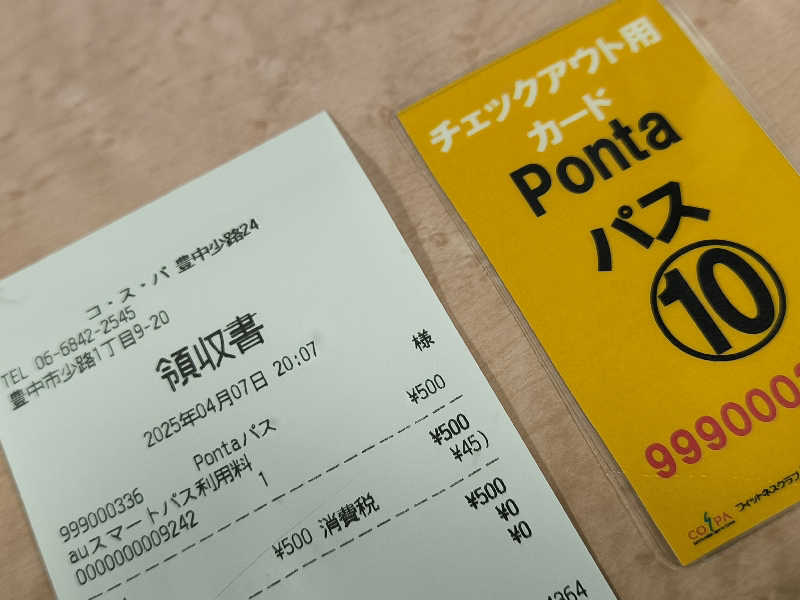 コ・ス・パ 豊中少路24
TEL 06-6842-2545
豊中市少路1丁目9-20
領収書
2025年04月07日 20:07
様
999000336 Pontaパス ¥500
auスマートパス利用料
0000000009242 1
¥500
¥500 消費税 ¥45)
¥500
¥0
¥0
チェックアウト用
カード
Ponta
パス
⑩
999000
CO PA フィットネスクラブ